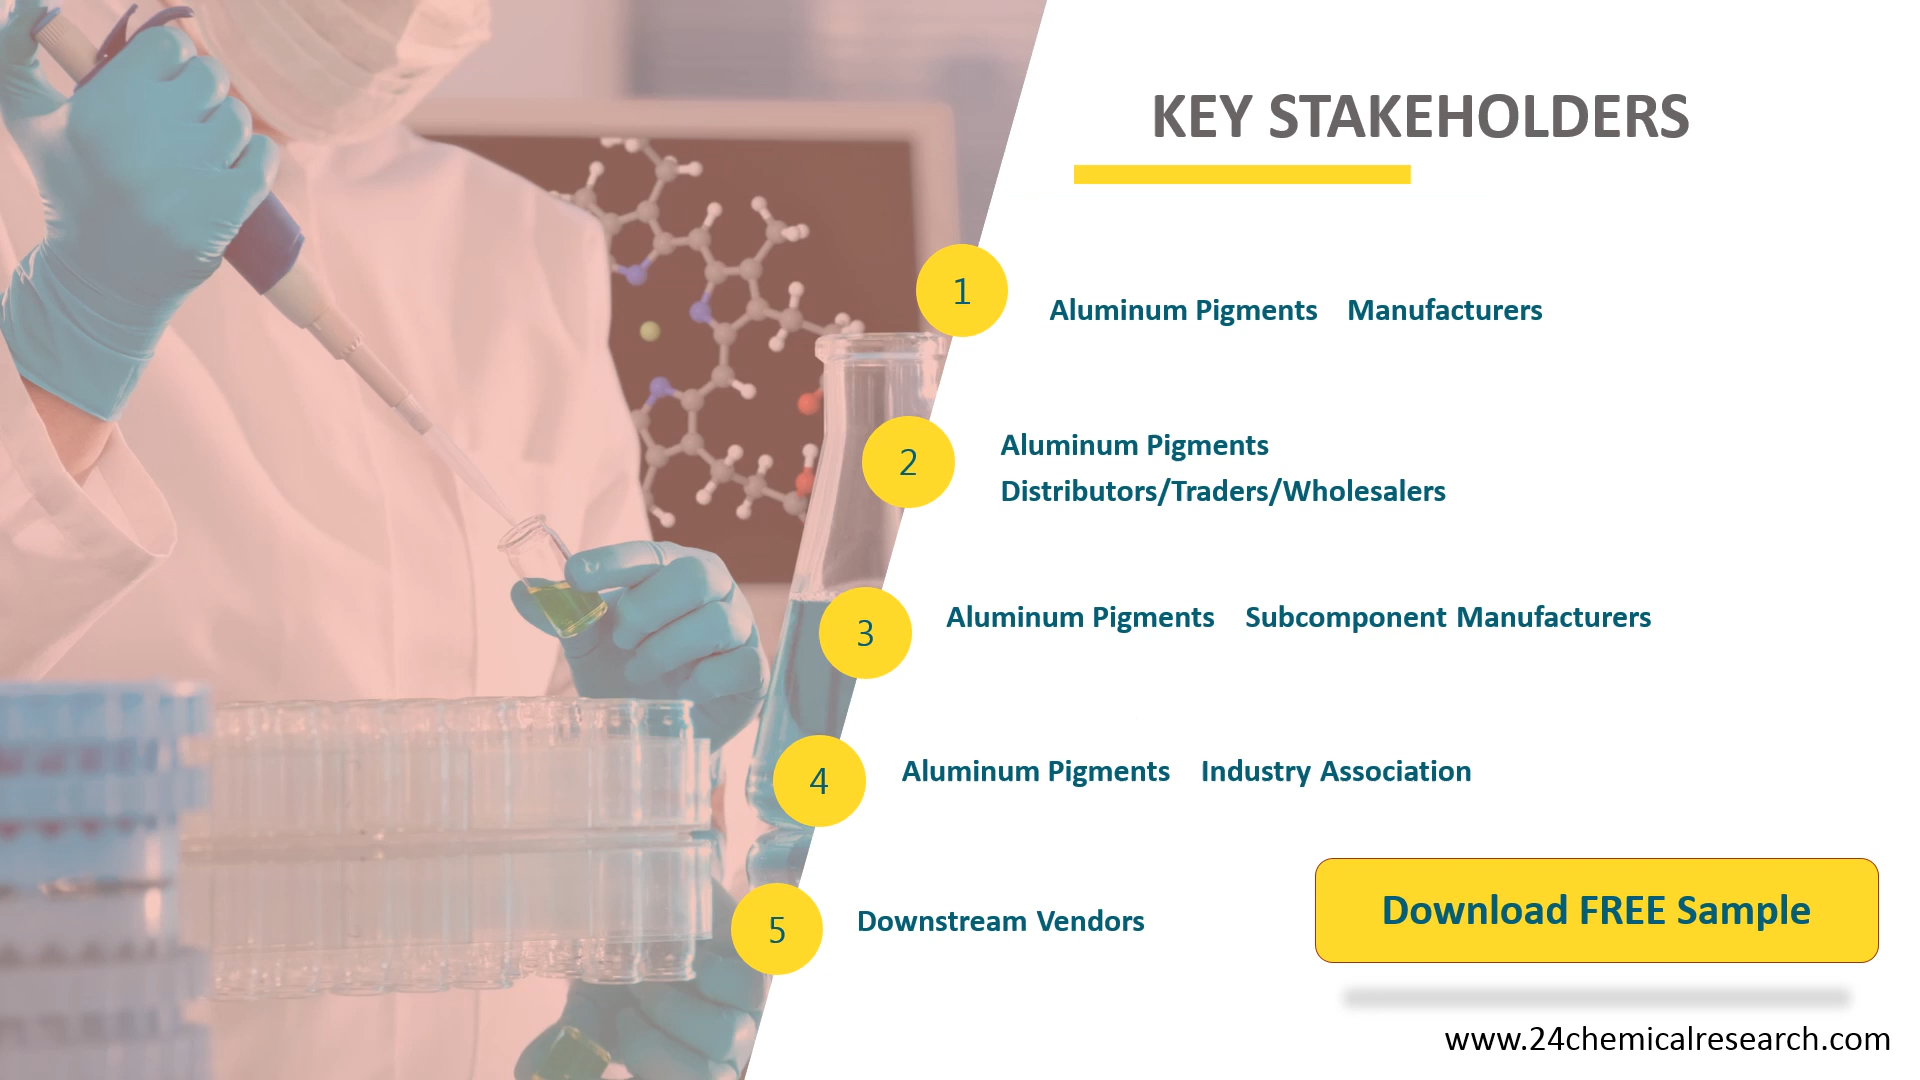 KEY STAKEHOLDERS
1
Aluminum Pigments Manufacturers
2
Aluminum Pigments
Distributors/Traders/Wholesalers
3
Aluminum Pigments Subcomponent Manufacturers
4
Aluminum Pigments Industry Association
5
Downstream Vendors
Download FREE Sample
www.24chemicalresearch.com